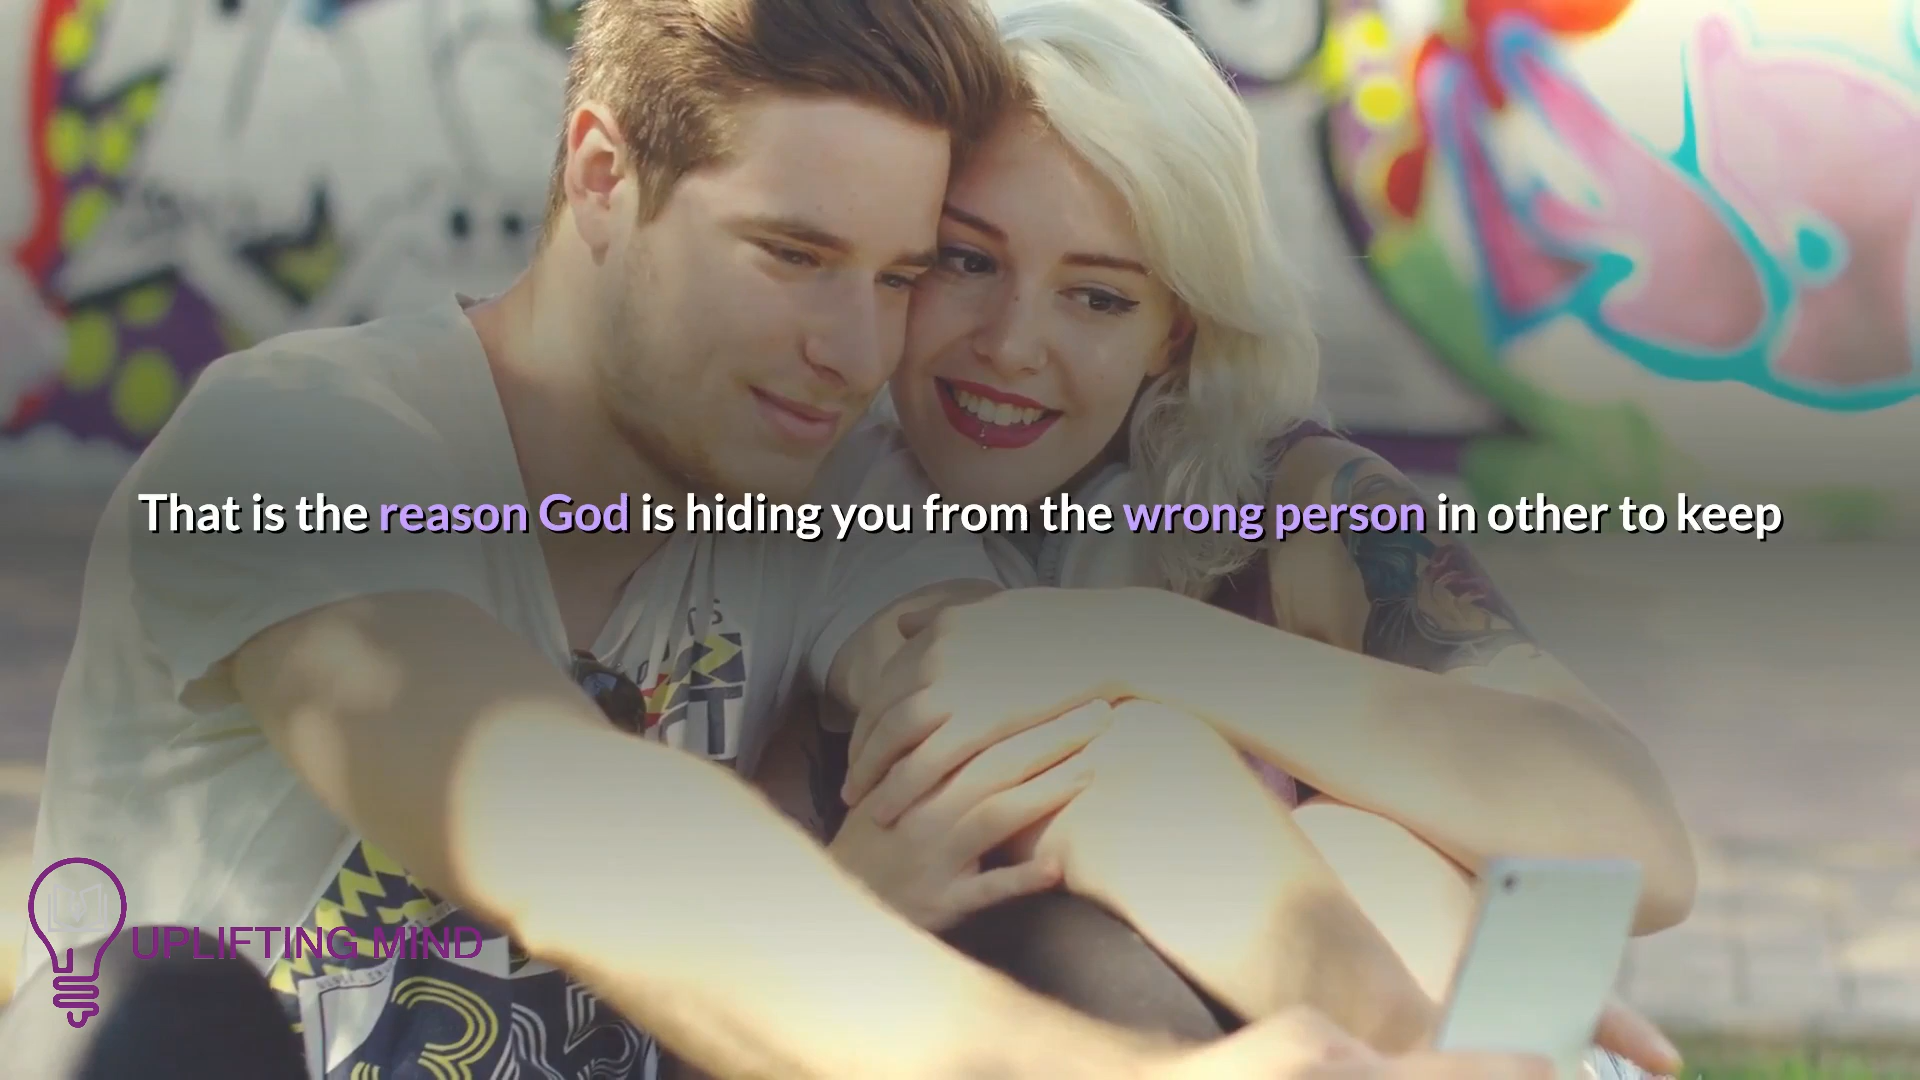 That is the reason God is hiding you from the wrong person in other to keep
UPLIFTING MIND